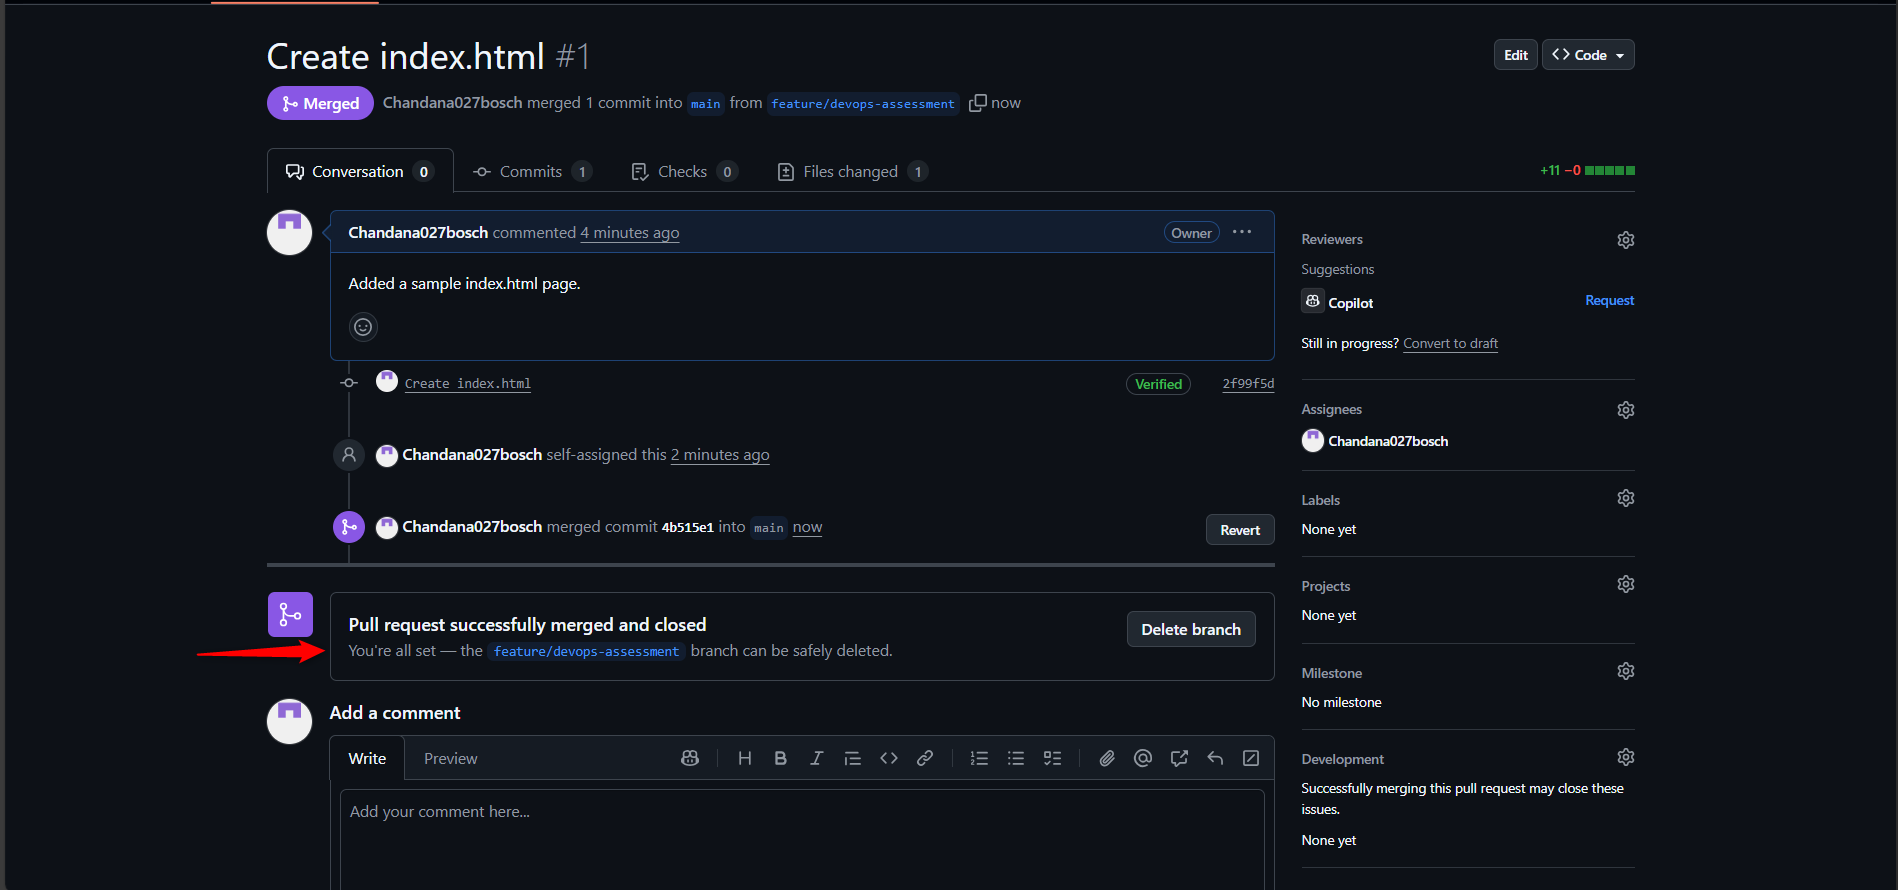 Create index.html #1
Edit
Code
Merged
Chandana027bosch merged 1 commit into main from feature/devops-assessment now
Conversation 0
Commits 1
Checks 0
Files changed 1
+11 −0
Chandana027bosch commented 4 minutes ago
Owner
Added a sample index.html page.
Create index.html
Verified
2f99f5d
Chandana027bosch self-assigned this 2 minutes ago
Chandana027bosch merged commit 4b515e1 into main now
Revert
Pull request successfully merged and closed
You're all set — the feature/devops-assessment branch can be safely deleted.
Delete branch
Add a comment
Write
Preview
Add your comment here...
Reviewers
Suggestions
Copilot
Request
Still in progress? Convert to draft
Assignees
Chandana027bosch
Labels
None yet
Projects
None yet
Milestone
No milestone
Development
Successfully merging this pull request may close these
issues.
None yet